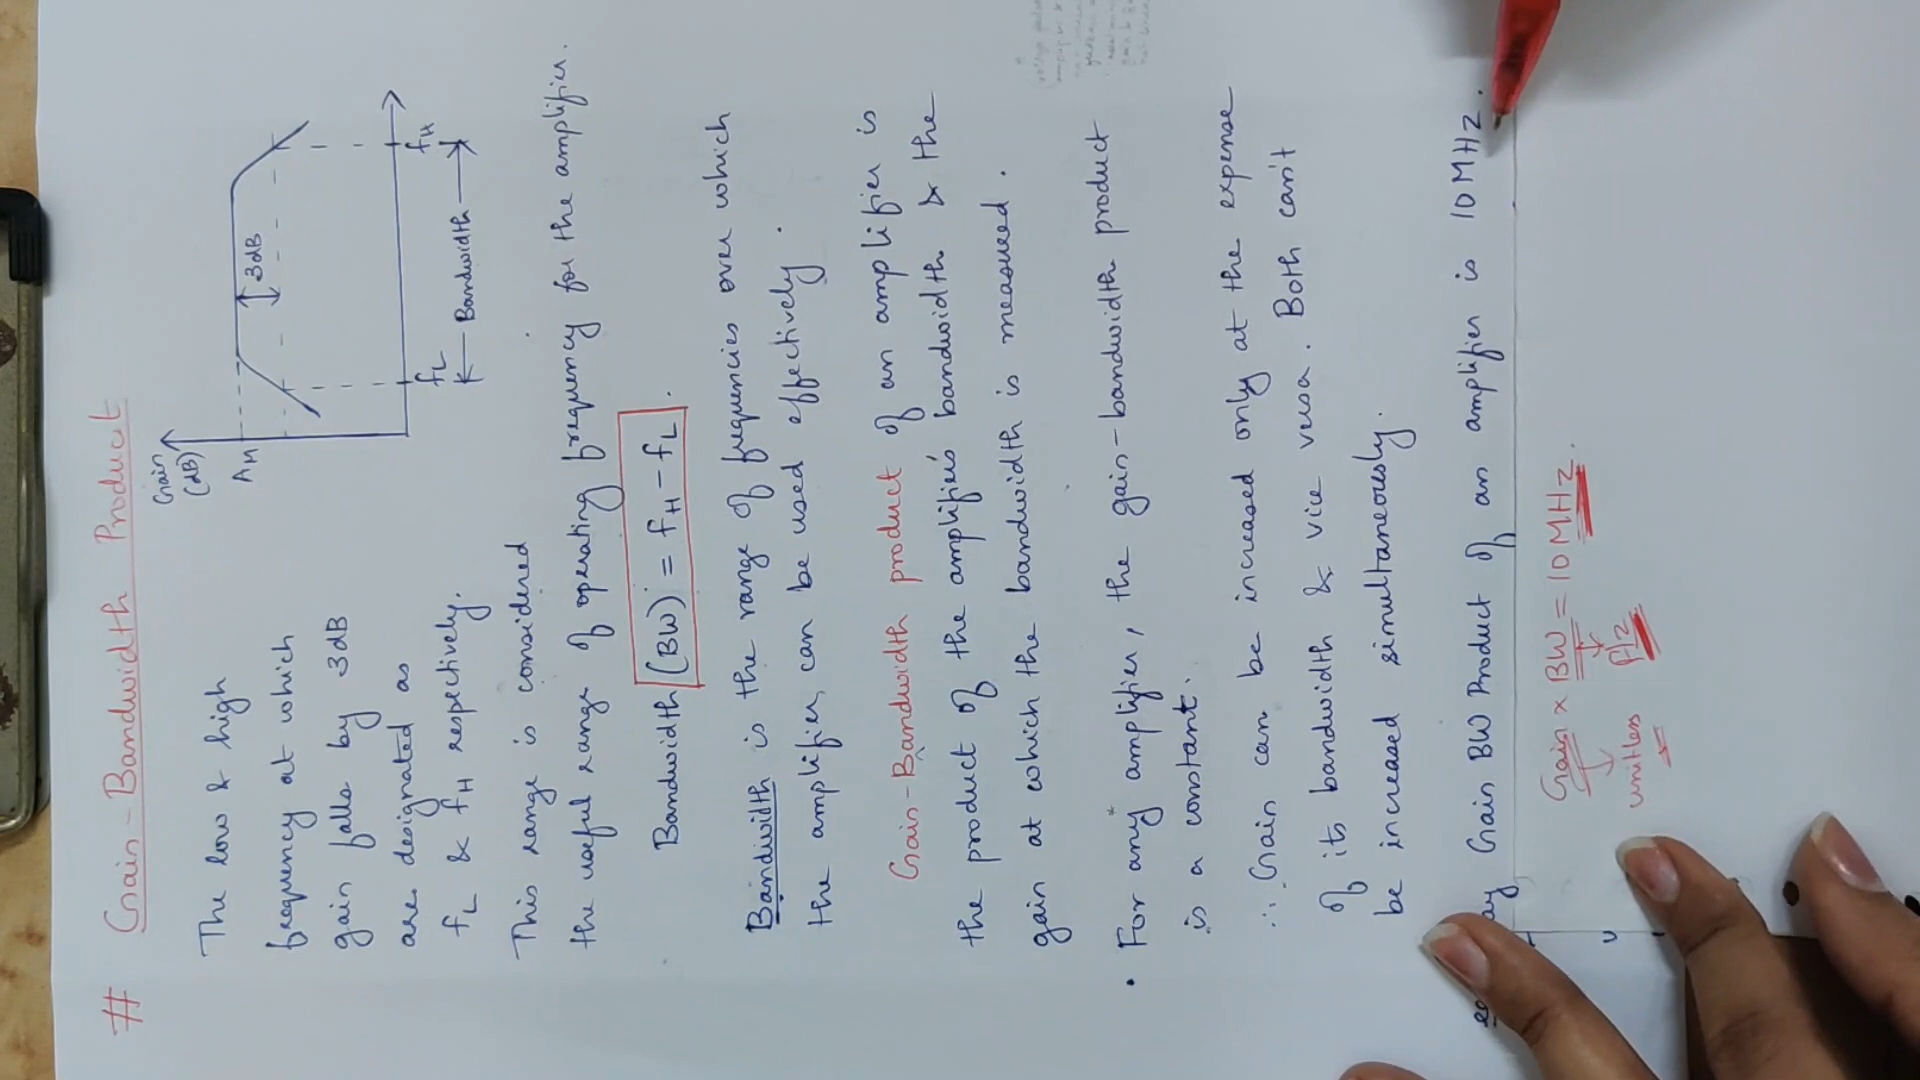 # Gain-Bandwidth Product
Gain
(dB)
AM
3dB
fL
fH
Bandwidth
The low & high
frequency at which
gain falls by 3dB
are designated as
fL & fH respectively.
This range is considered
the useful range of operating frequency for the amplifier.
Bandwidth (BW) = fH - fL.
Bandwidth is the range of frequencies over which
the amplifier, can be used effectively.
Gain-Bandwidth product of an amplifier is
the product of the amplifier's bandwidth & the
gain at which the bandwidth is measured.
• For any amplifier, the gain-bandwidth product
is a constant.
∴ Gain can be increased only at the expense
of its bandwidth & vice versa. Both can't
be increased simultaneously.
ay Gain BW Product of an amplifier is 10MHz.
Gain × BW = 10MHz.
unitless
Hz